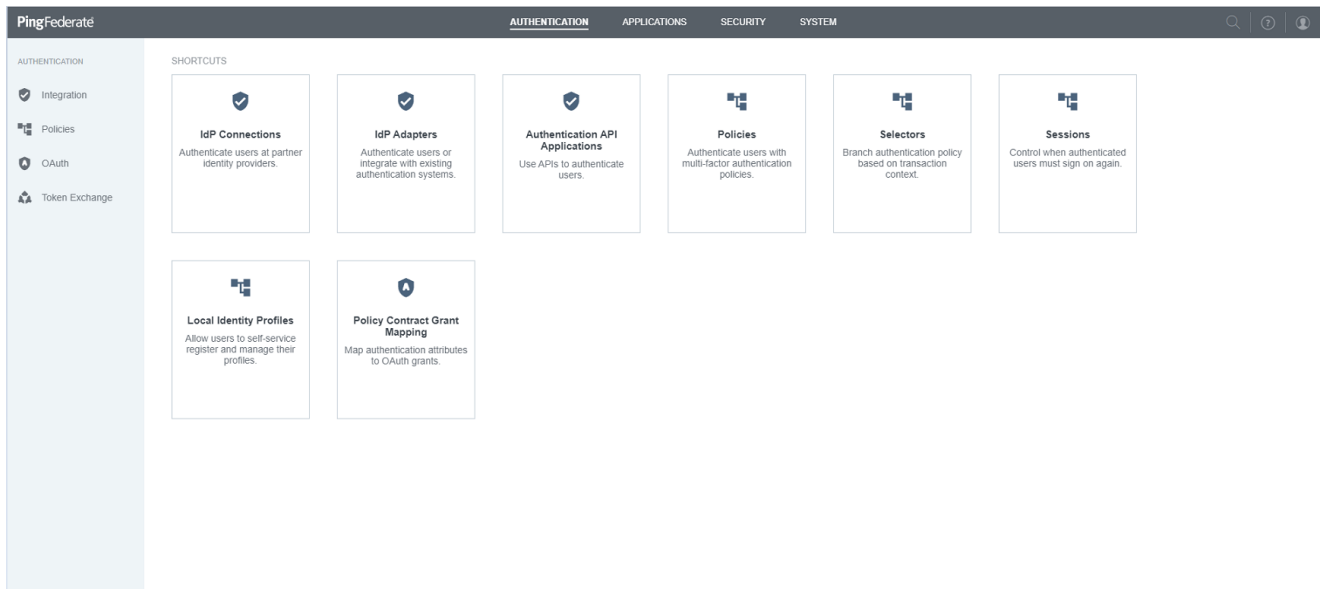 PingFederate
AUTHENTICATION APPLICATIONS SECURITY SYSTEM
AUTHENTICATION
Integration
Policies
OAuth
Token Exchange
SHORTCUTS
IdP Connections
Authenticate users at partner
identity providers.
IdP Adapters
Authenticate users or
integrate with existing
authentication systems.
Authentication API
Applications
Use APIs to authenticate
users.
Policies
Authenticate users with
multi-factor authentication
policies.
Selectors
Branch authentication policy
based on transaction
context.
Sessions
Control when authenticated
users must sign on again.
Local Identity Profiles
Allow users to self-service
register and manage their
profiles.
Policy Contract Grant
Mapping
Map authentication attributes
to OAuth grants.